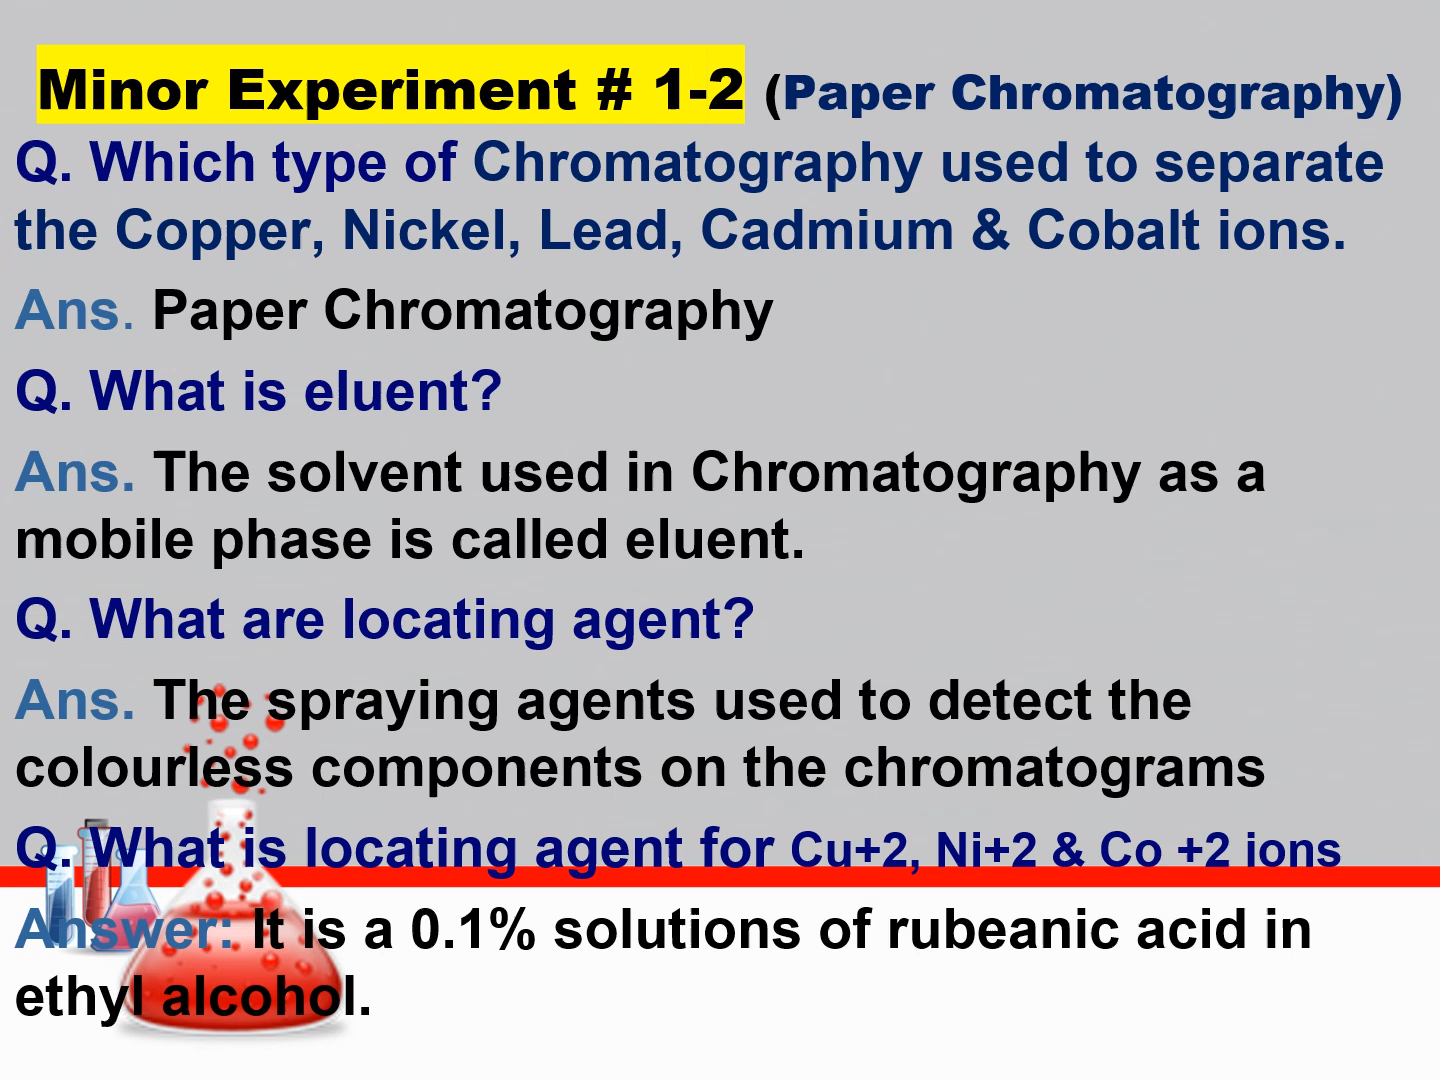 Minor Experiment # 1-2 (Paper Chromatography)
Q. Which type of Chromatography used to separate
the Copper, Nickel, Lead, Cadmium & Cobalt ions.
Ans. Paper Chromatography
Q. What is eluent?
Ans. The solvent used in Chromatography as a
mobile phase is called eluent.
Q. What are locating agent?
Ans. The spraying agents used to detect the
colourless components on the chromatograms
Q. What is locating agent for Cu+2, Ni+2 & Co +2 ions
Answer: It is a 0.1% solutions of rubeanic acid in
ethyl alcohol.